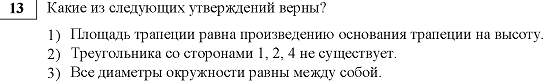 13 Какие из следующих утверждений верны?
1) Площадь трапеции равна произведению основания трапеции на высоту.
2) Треугольника со сторонами 1, 2, 4 не существует.
3) Все диаметры окружности равны между собой.